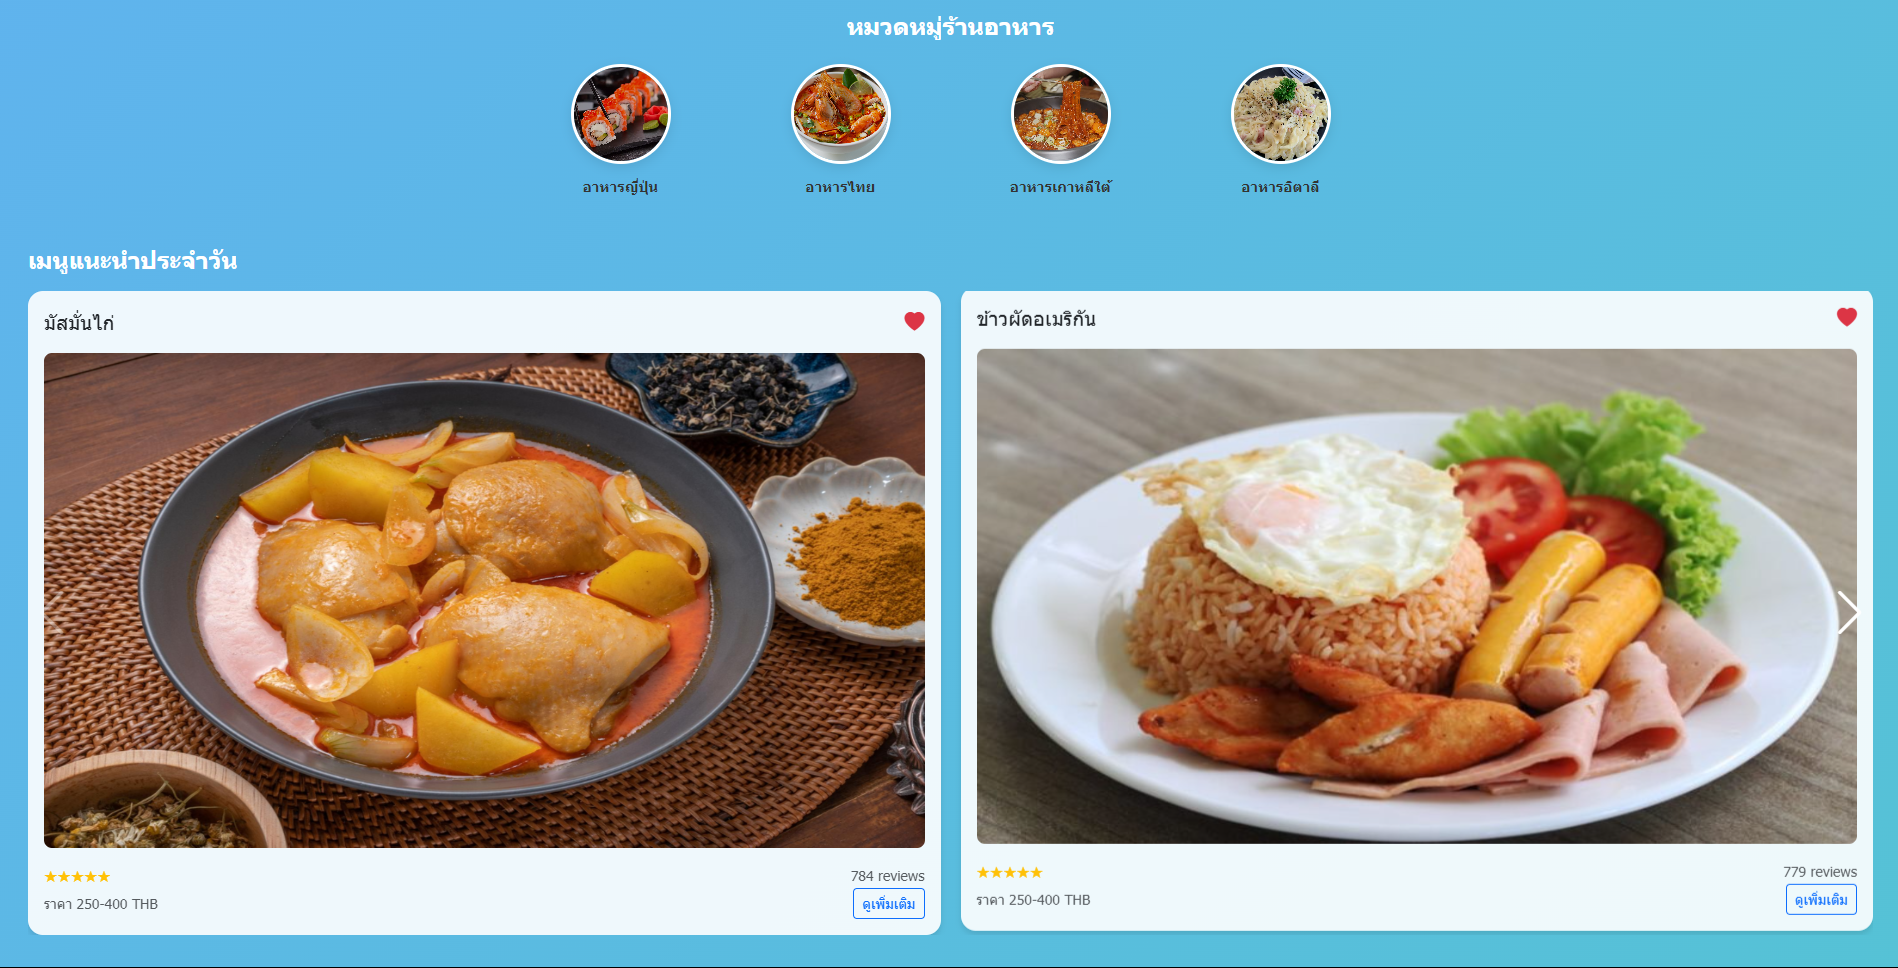 หมวดหมู่ร้านอาหาร
อาหารญี่ปุ่น
อาหารไทย
อาหารเกาหลีใต้
อาหารอิตาลี
เมนูแนะนำประจำวัน
มัสมั่นไก่
784 reviews
ราคา 250-400 THB
ดูเพิ่มเติม
ข้าวผัดอเมริกัน
779 reviews
ราคา 250-400 THB
ดูเพิ่มเติม